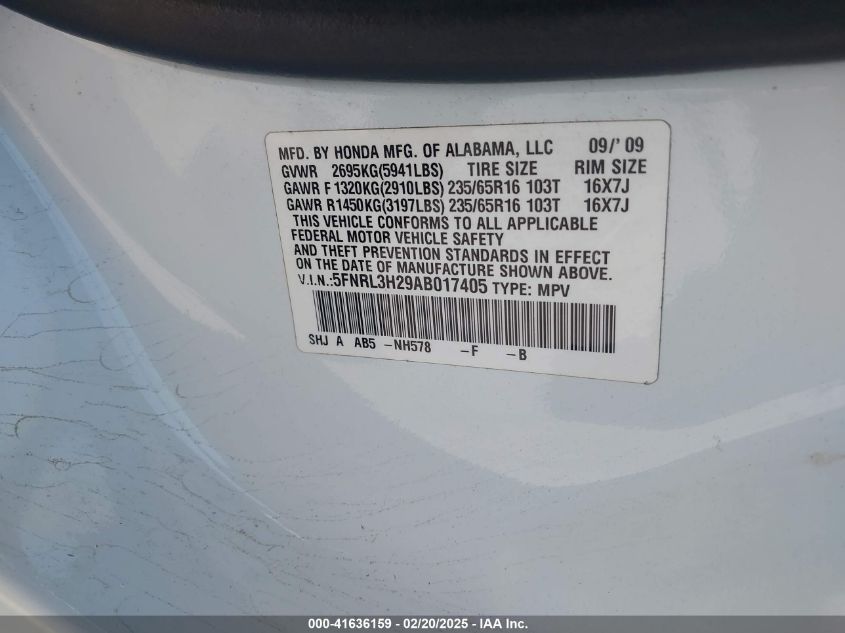 MFD. BY HONDA MFG. OF ALABAMA, LLC 09/' 09
GVWR 2695KG(5941LBS) TIRE SIZE RIM SIZE
GAWR F 1320KG(2910LBS) 235/65R16 103T 16X7J
GAWR R1450KG(3197LBS) 235/65R16 103T 16X7J
THIS VEHICLE CONFORMS TO ALL APPLICABLE
FEDERAL MOTOR VEHICLE SAFETY
AND THEFT PREVENTION STANDARDS IN EFFECT
ON THE DATE OF MANUFACTURE SHOWN ABOVE.
V.I.N.:5FNRL3H29AB017405 TYPE: MPV
SHJ A AB5 -NH578 -F -B
000-41636159 — 02/20/2025 — IAA Inc.